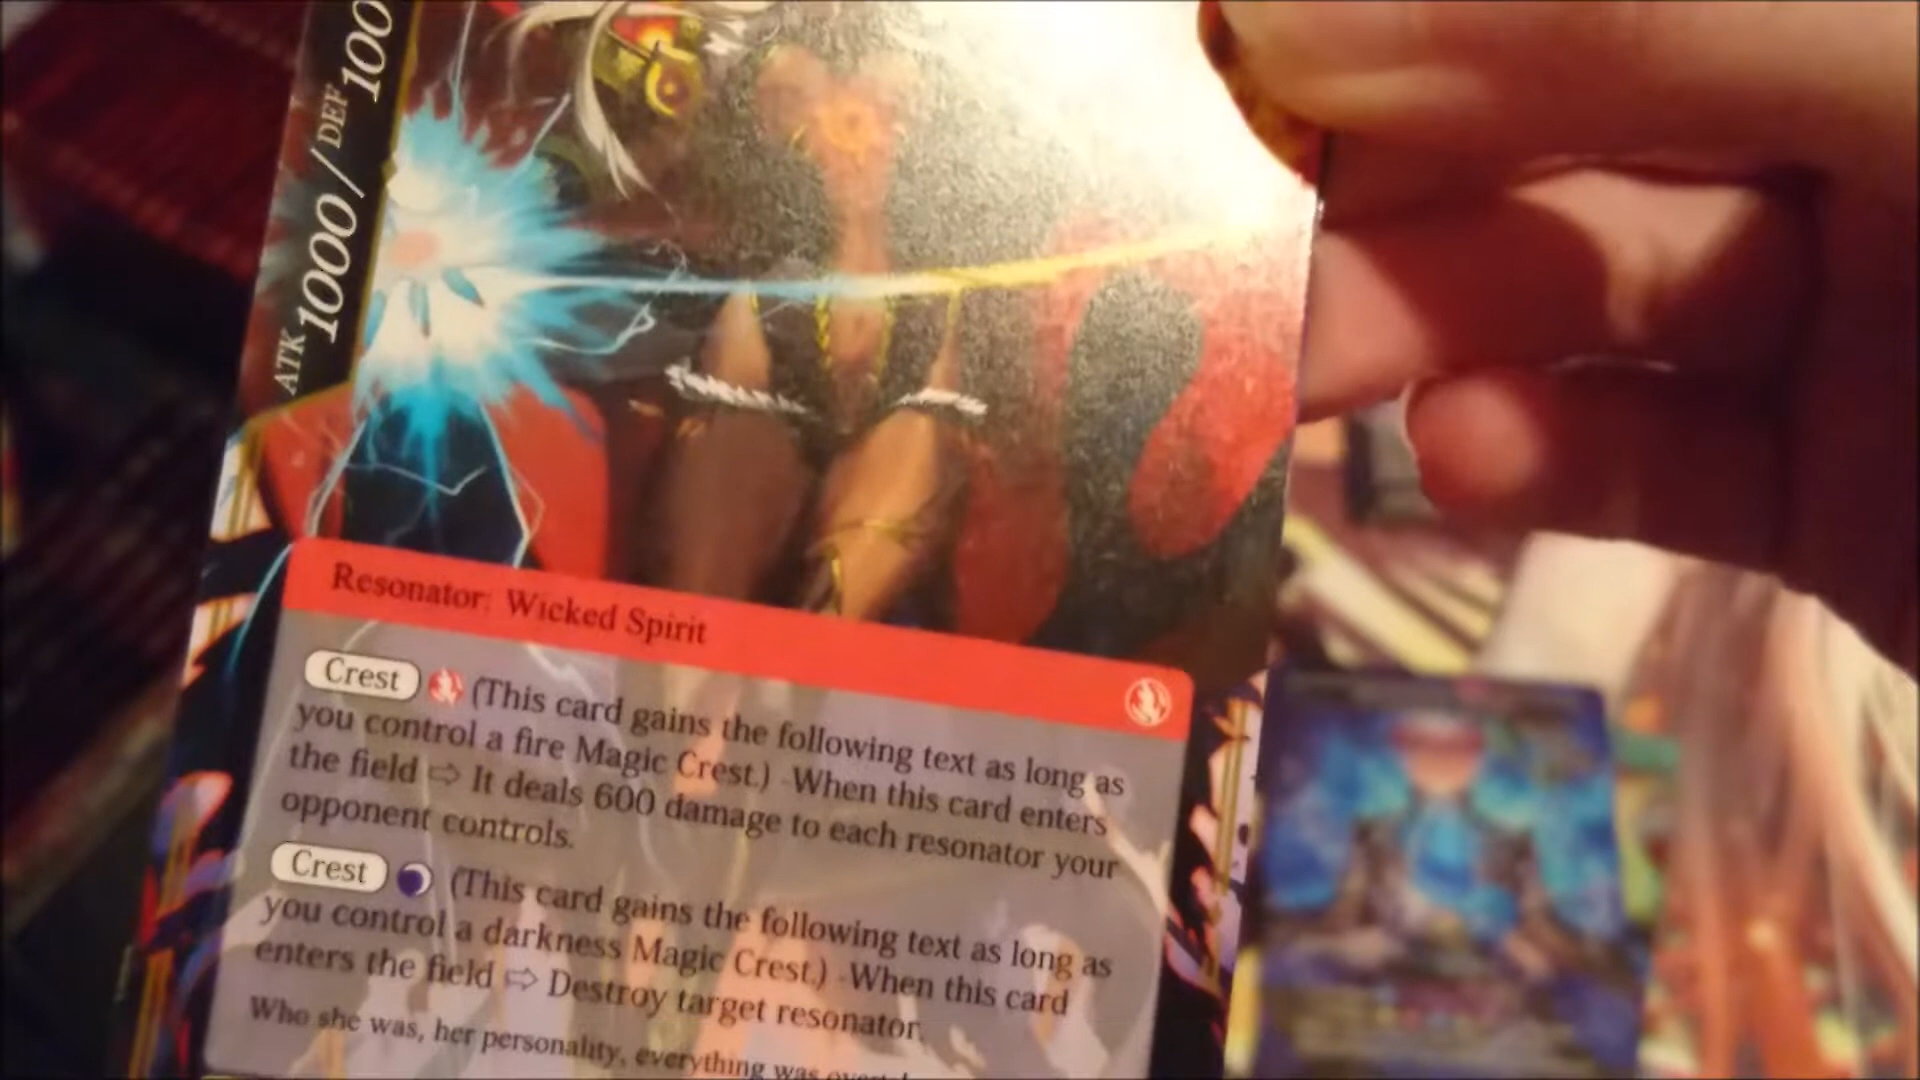 ATK 1000 / DEF 100
Resonator: Wicked Spirit
Crest (This card gains the following text as long as
you control a fire Magic Crest.) -When this card enters
the field ⇨ It deals 600 damage to each resonator your
opponent controls.
Crest (This card gains the following text as long as
you control a darkness Magic Crest.) -When this card
enters the field ⇨ Destroy target resonator.
Who she was, her personality, everything was